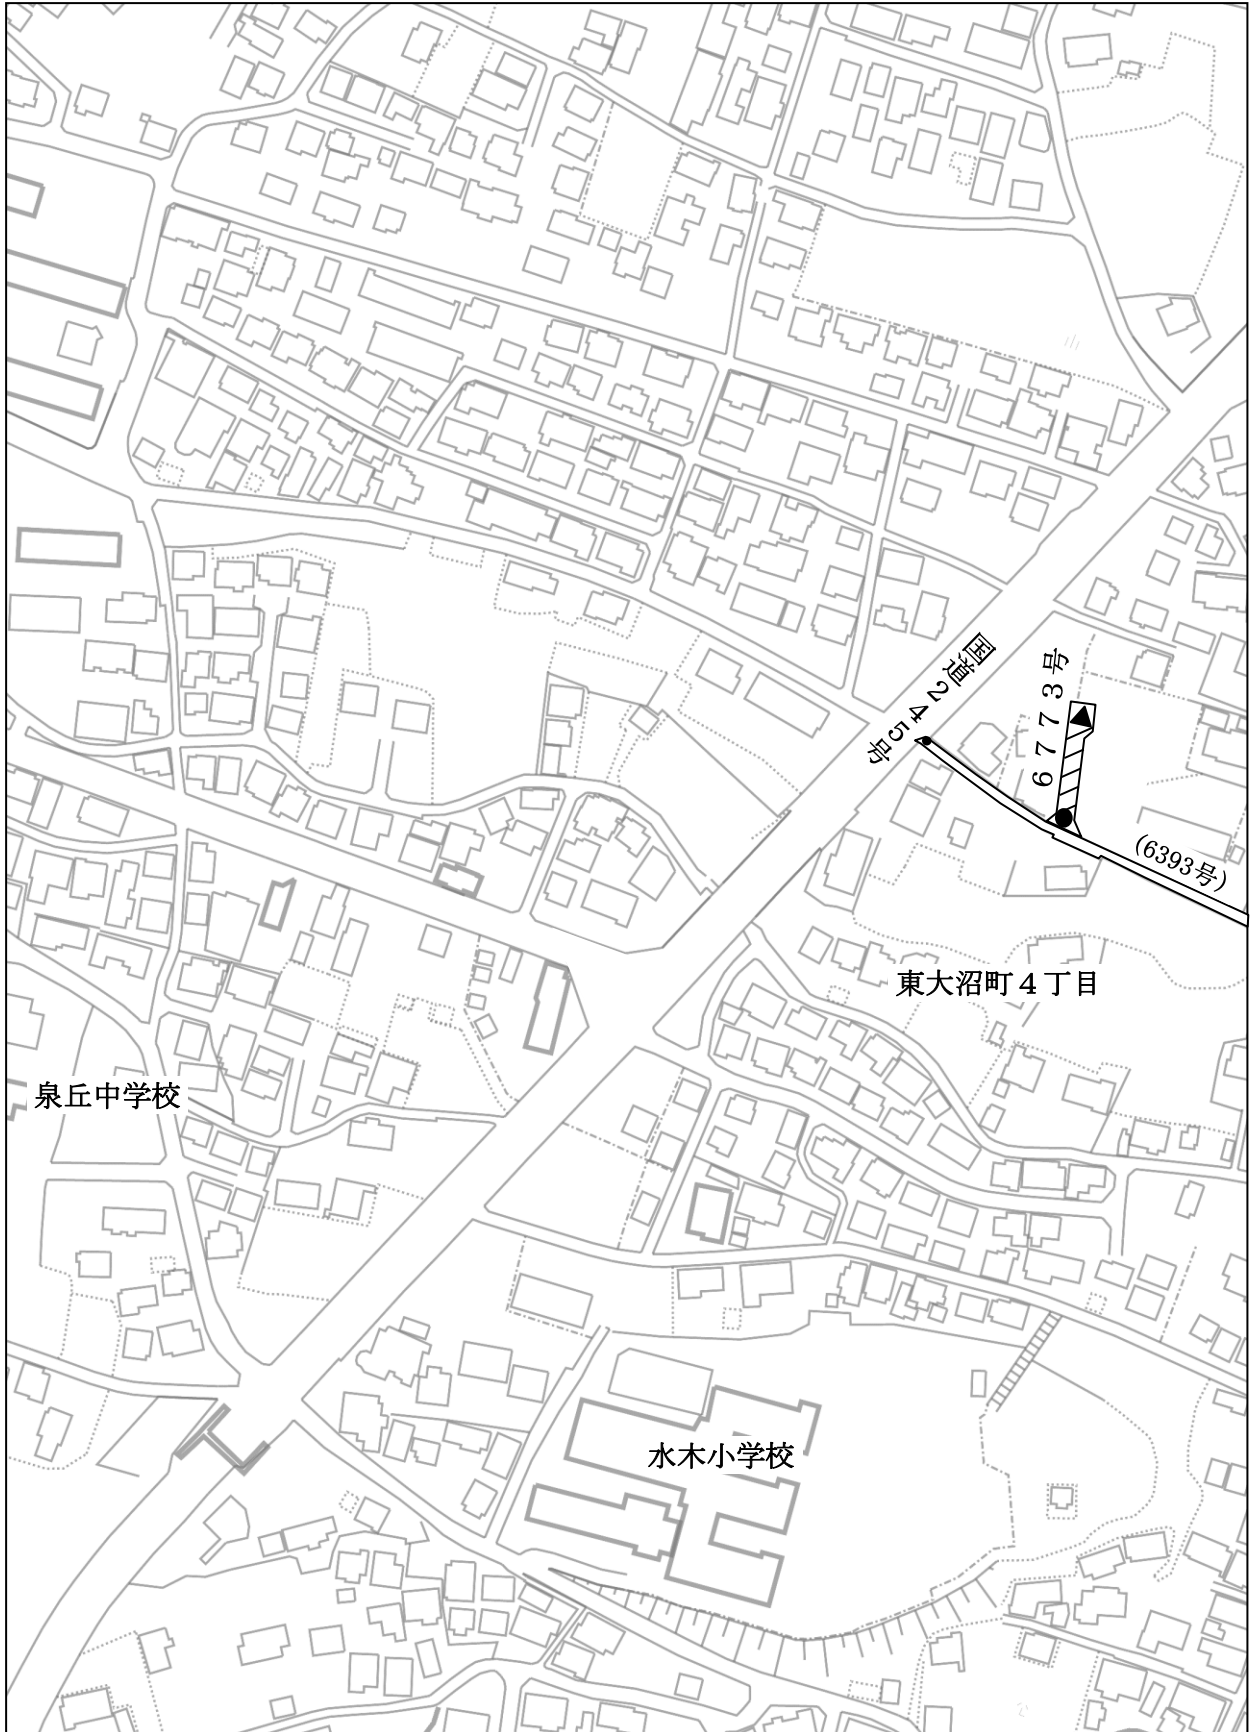 国道245号
6773号
(6393号)
東大沼町4丁目
泉丘中学校
水木小学校